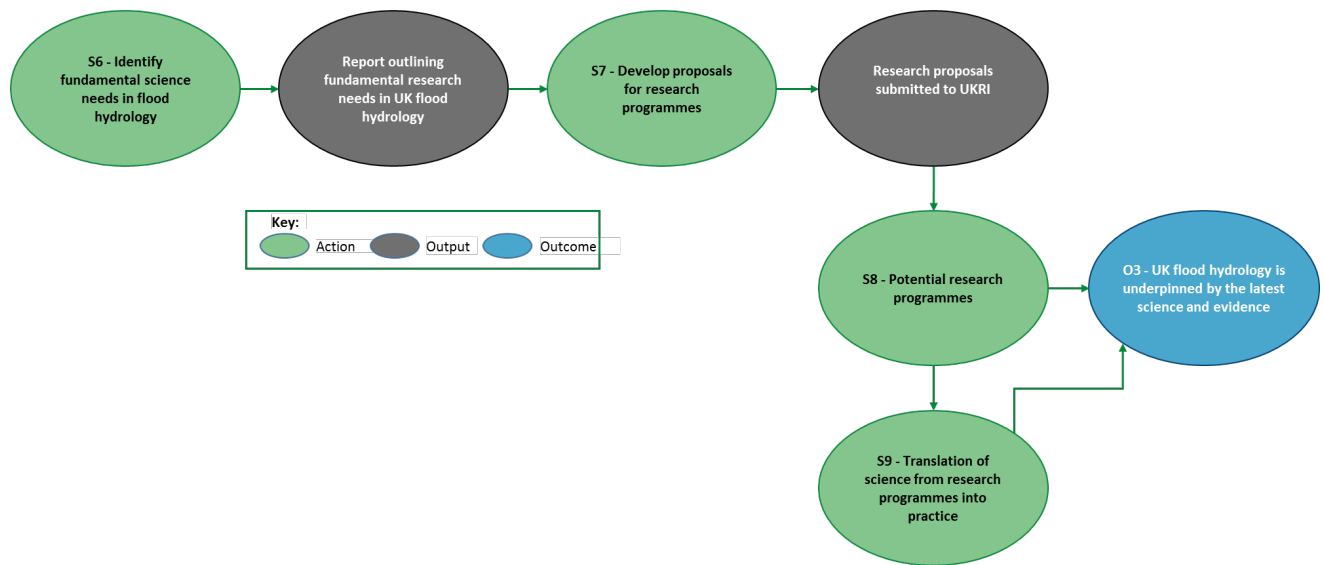 S6 - Identify
fundamental science
needs in flood
hydrology
Report outlining
fundamental research
needs in UK flood
hydrology
S7 - Develop proposals
for research
programmes
Research proposals
submitted to UKRI
Key:
Action
Output
Outcome
S8 - Potential research
programmes
O3 - UK flood hydrology is
underpinned by the latest
science and evidence
S9 - Translation of
science from research
programmes into
practice